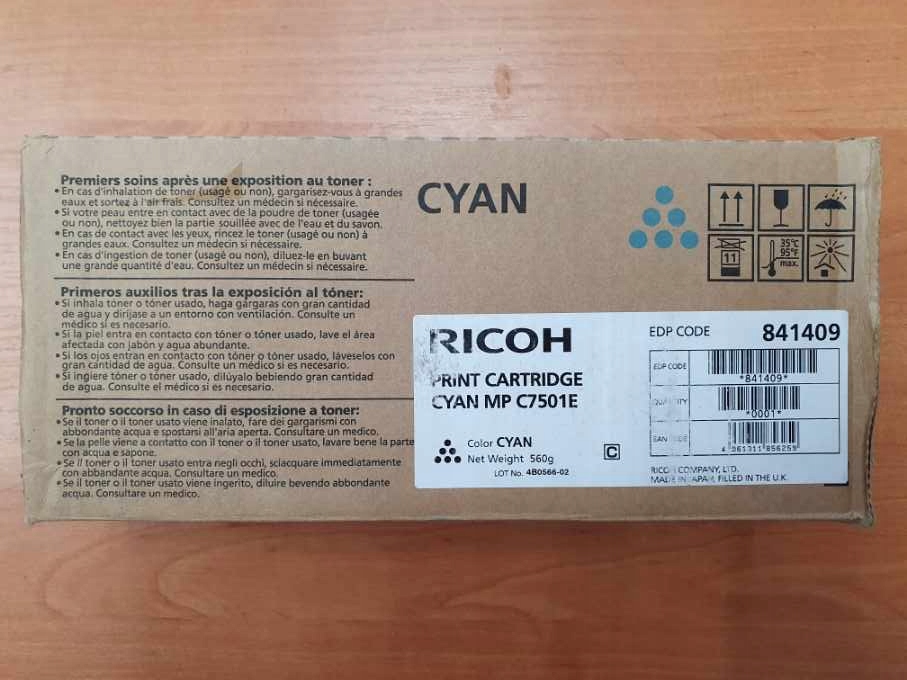 Premiers soins après une exposition au toner :
• En cas d'inhalation de toner (usagé ou non), gargarisez-vous à grandes
eaux et sortez à l'air frais. Consultez un médecin si nécessaire.
• Si votre peau entre en contact avec de la poudre de toner (usagée
ou non), nettoyez bien la partie souillée avec de l'eau et du savon.
• En cas de contact avec les yeux, rincez le toner (usagé ou non) à
grandes eaux. Consultez un médecin si nécessaire.
• En cas d'ingestion de toner (usagé ou non), diluez-le en buvant
une grande quantité d'eau. Consultez un médecin si nécessaire.
Primeros auxilios tras la exposición al tóner:
• Si inhala tóner o tóner usado, haga gárgaras con gran cantidad
de agua y diríjase a un entorno con ventilación. Consulte un
médico si es necesario.
• Si la piel entra en contacto con tóner o tóner usado, lave el área
afectada con jabón y agua abundante.
• Si los ojos entran en contacto con tóner o tóner usado, láveselos con
gran cantidad de agua. Consulte un médico si es necesario.
• Si ingiere tóner o tóner usado, dilúyalo bebiendo gran cantidad
de agua. Consulte el médico si es necesario.
Pronto soccorso in caso di esposizione a toner:
• Se il toner o il toner usato viene inalato, fare dei gargarismi con
abbondante acqua e spostarsi all'aria aperta. Consultare un medico.
• Se la pelle viene a contatto con il toner o il toner usato, lavare bene la parte
con acqua e sapone.
• Se il toner o il toner usato entra negli occhi, sciacquare immediatamente
con abbandante acqua. Consultare un medico.
• Se il toner o il toner usato viene ingerito, diluire bevendo abbondante
acqua. Consultare un medico.
CYAN
11
35°C
95°F
max.
RICOH
PRINT CARTRIDGE
CYAN MP C7501E
Color CYAN
Net Weight 560g
LOT No. 4B0566-02
C
EDP CODE 841409
EDP CODE
*841409*
QUANTITY
*0001*
EAN CODE
4 961311 856259
RICOH COMPANY, LTD.
MADE IN JAPAN, FILLED IN THE U.K.